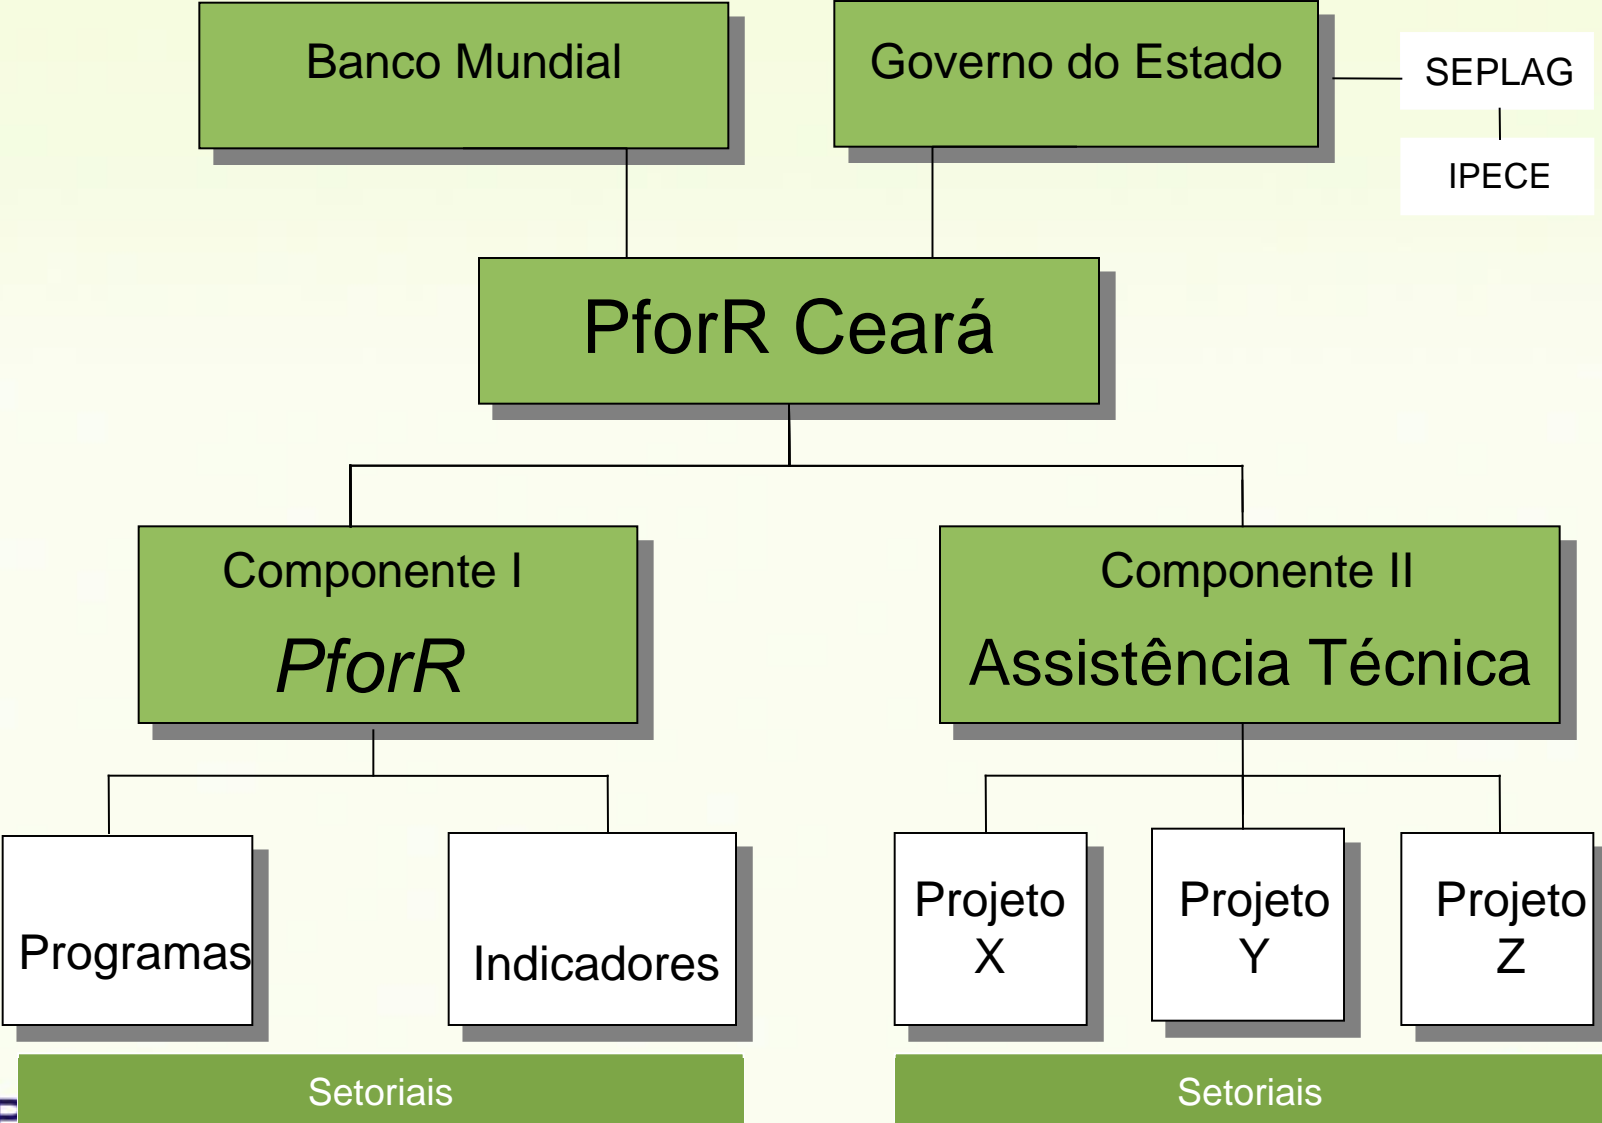 Banco Mundial
Governo do Estado
SEPLAG
IPECE
PforR Ceará
Componente I
PforR
Componente II
Assistência Técnica
Programas
Indicadores
Projeto
X
Projeto
Y
Projeto
Z
Setoriais
Setoriais